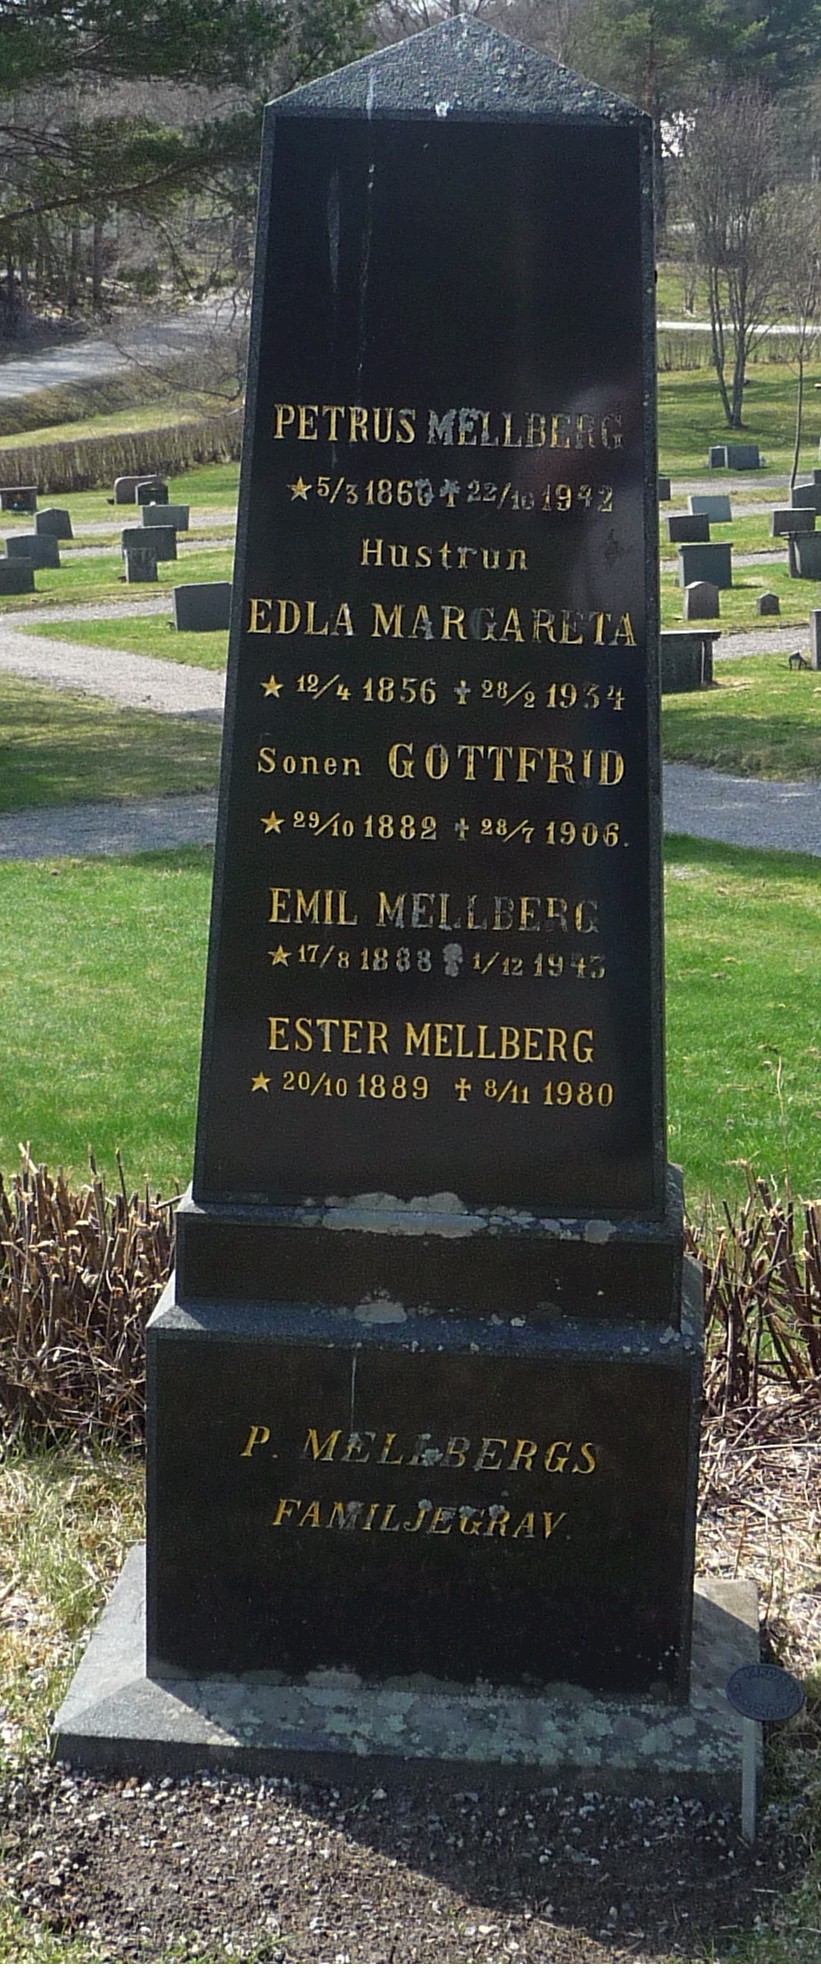 PETRUS MELLBERG
★ 5/3 1860 ✝ 22/10 1942
Hustrun
EDLA MARGARETA
★ 12/4 1856 ✝ 28/2 1934
Sonen GOTTFRID
★ 29/10 1882 ✝ 28/7 1906.
EMIL MELLBERG
★ 17/8 1888 ✝ 1/12 1943
ESTER MELLBERG
★ 20/10 1889 ✝ 8/11 1980
P. MELLBERGS
FAMILJEGRAV.